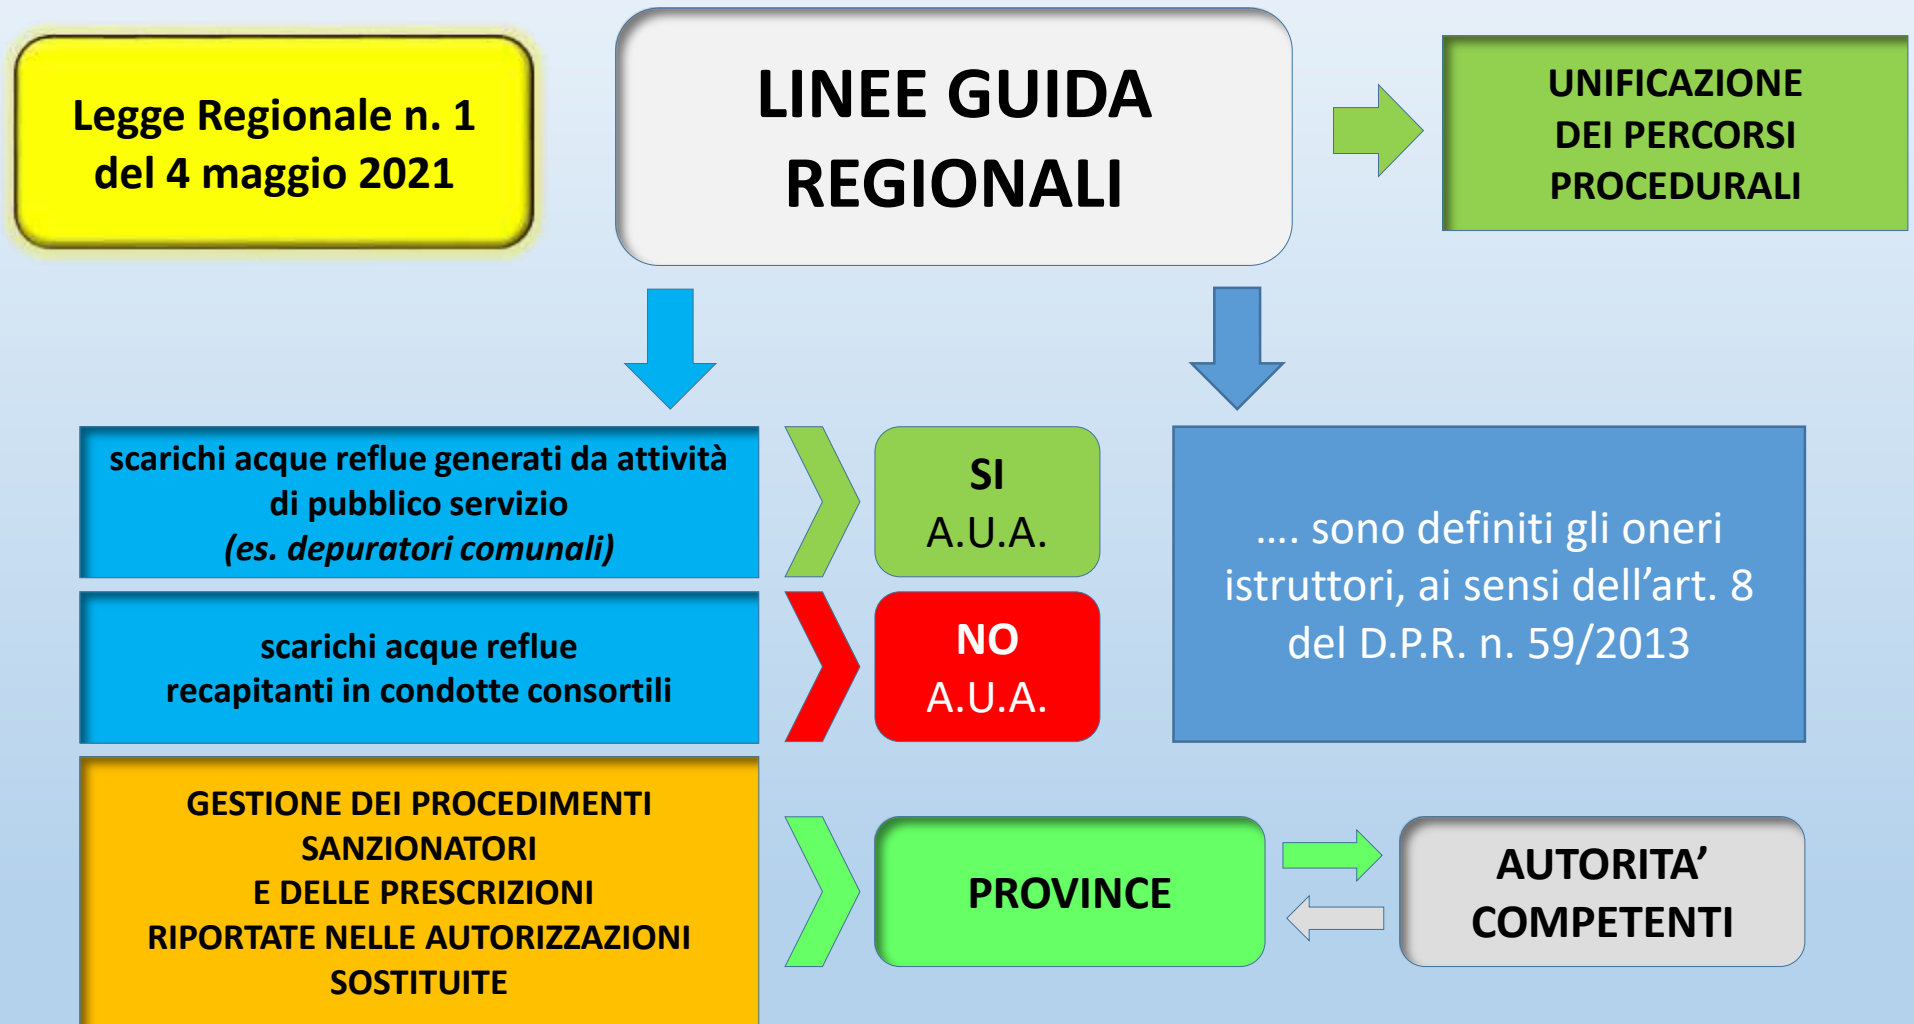 Legge Regionale n. 1
del 4 maggio 2021
LINEE GUIDA
REGIONALI
UNIFICAZIONE
DEI PERCORSI
PROCEDURALI
scarichi acque reflue generati da attività
di pubblico servizio
(es. depuratori comunali)
SI
A.U.A.
scarichi acque reflue
recapitanti in condotte consortili
NO
A.U.A.
.... sono definiti gli oneri
istruttori, ai sensi dell’art. 8
del D.P.R. n. 59/2013
GESTIONE DEI PROCEDIMENTI
SANZIONATORI
E DELLE PRESCRIZIONI
RIPORTATE NELLE AUTORIZZAZIONI
SOSTITUITE
PROVINCE
AUTORITA’
COMPETENTI